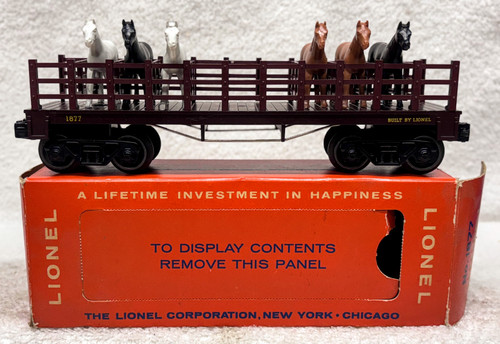 1877
BUILT BY LIONEL
A LIFETIME INVESTMENT IN HAPPINESS
LIONEL
TO DISPLAY CONTENTS
REMOVE THIS PANEL
LIONEL
THE LIONEL CORPORATION, NEW YORK • CHICAGO